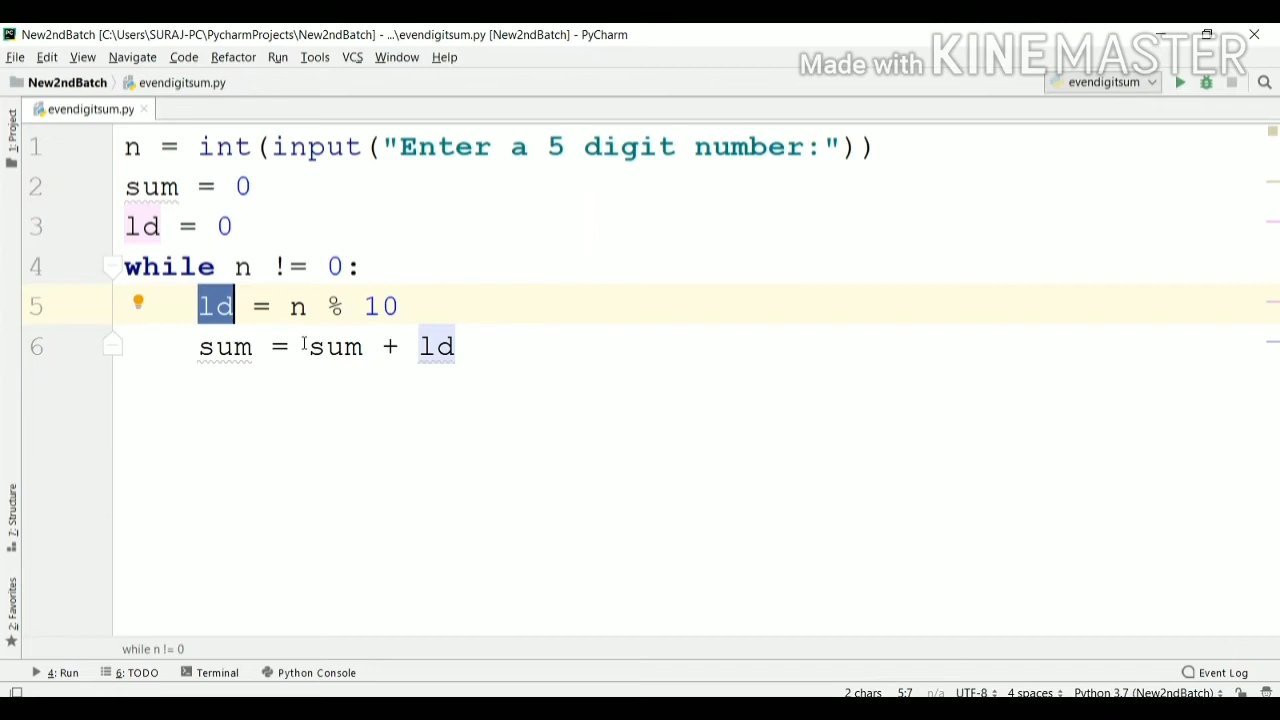 New2ndBatch [C:\Users\SURAJ-PC\PycharmProjects\New2ndBatch] - ...\evendigitsum.py [New2ndBatch] - PyCharm
File Edit View Navigate Code Refactor Run Tools VCS Window Help
Made with KINEMASTER
New2ndBatch evendigitsum.py evendigitsum
evendigitsum.py
1: Project
1 n = int(input("Enter a 5 digit number:"))
2 sum = 0
3 ld = 0
4 while n != 0:
5 ld = n % 10
6 sum = sum + ld
7: Structure
2: Favorites
while n != 0
4: Run 6: TODO Terminal Python Console Event Log
2 chars 5:7 n/a UTF-8 4 spaces Python 3.7 (New2ndBatch)